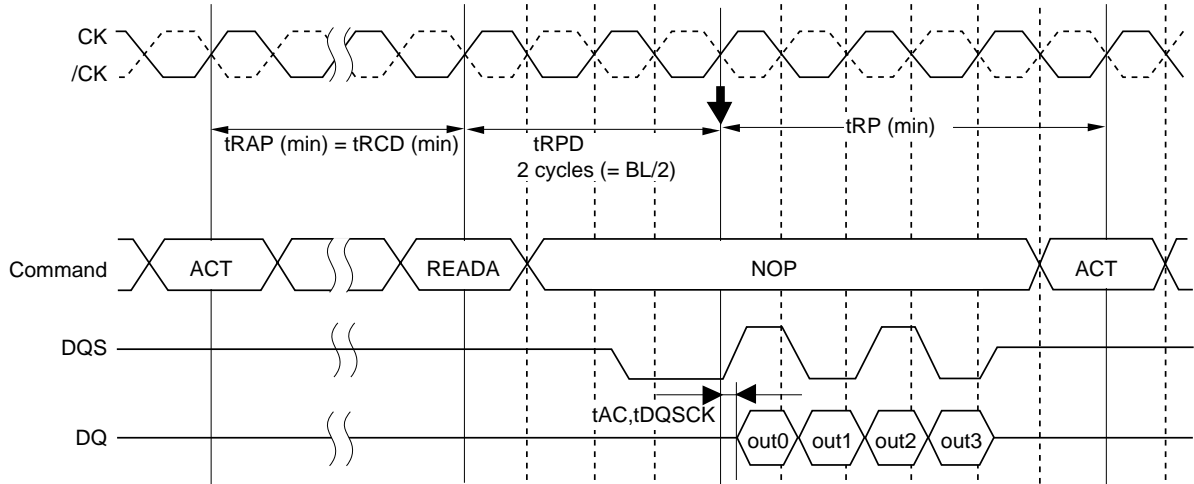 CK
/CK
tRAP (min) = tRCD (min)
tRPD
2 cycles (= BL/2)
tRP (min)
Command
ACT
READA
NOP
ACT
DQS
tAC,tDQSCK
DQ
out0
out1
out2
out3